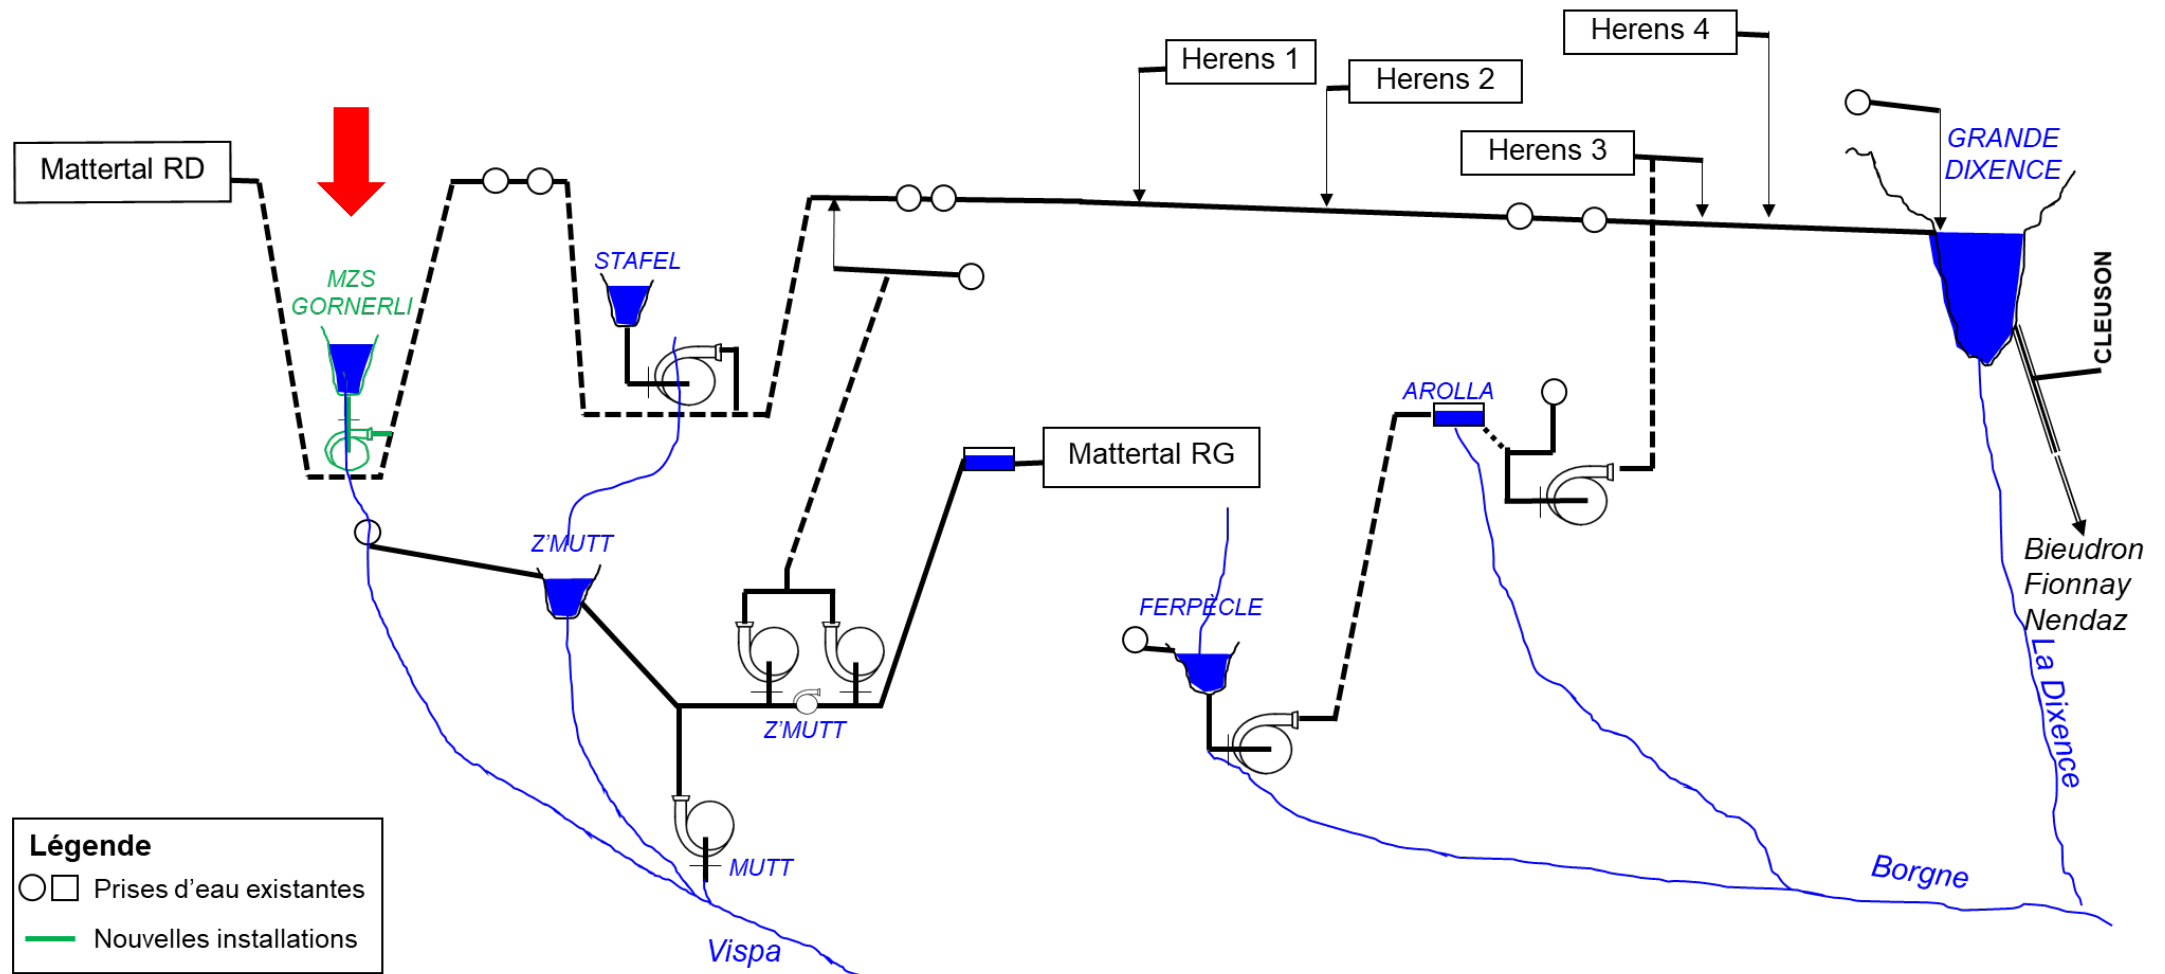 Herens 4
Herens 1
Herens 2
Herens 3
GRANDE
DIXENCE
Mattertal RD
MZS
GORNERLI
STAFEL
CLEUSON
AROLLA
Mattertal RG
Z'MUTT
FERPÈCLE
Bieudron
Fionnay
Nendaz
La Dixence
Z'MUTT
MUTT
Borgne
Vispa
Légende
Prises d'eau existantes
Nouvelles installations